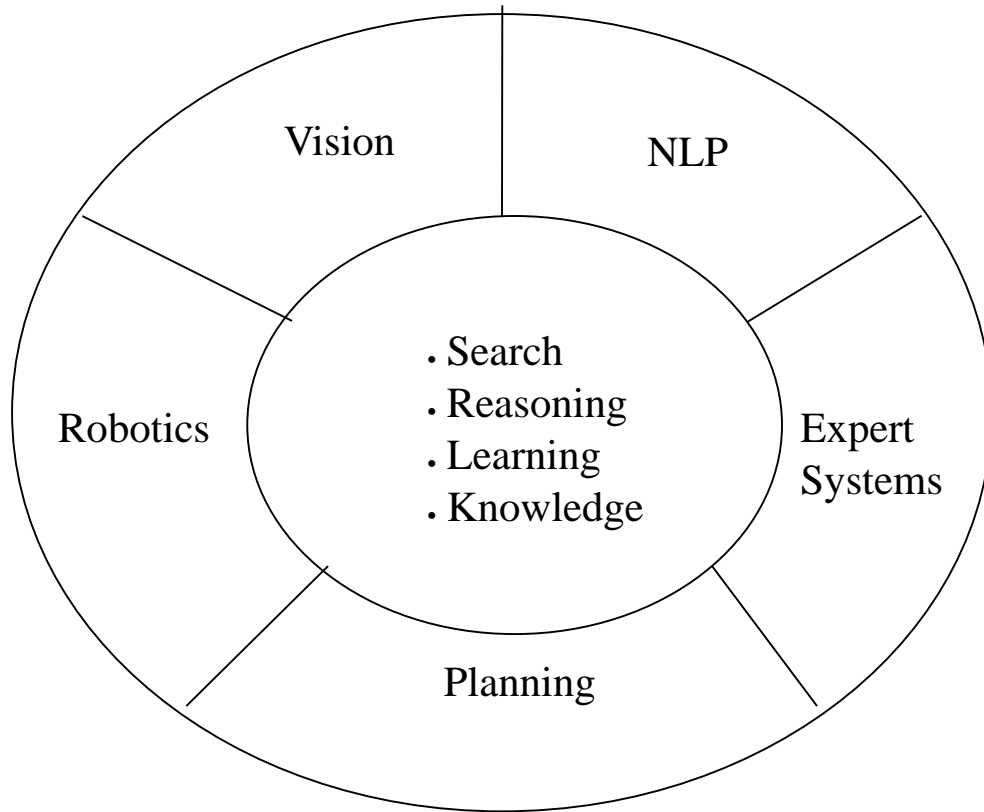 Vision
NLP
• Search
• Reasoning
• Learning
• Knowledge
Robotics
Expert
Systems
Planning